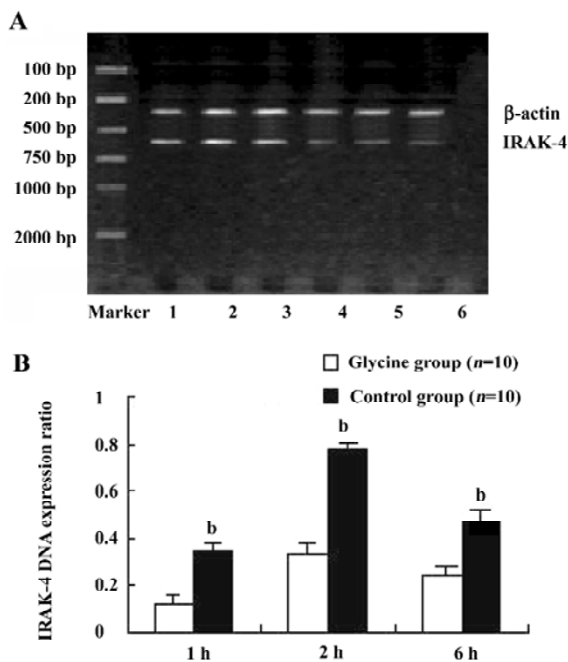 A
100 bp
200 bp
500 bp
750 bp
1000 bp
2000 bp
β-actin
IRAK-4
Marker 1 2 3 4 5 6
B
Glycine group (n=10)
Control group (n=10)
IRAK-4 DNA expression ratio
1
0.8
0.6
0.4
0.2
0
b
b
b
1 h 2 h 6 h